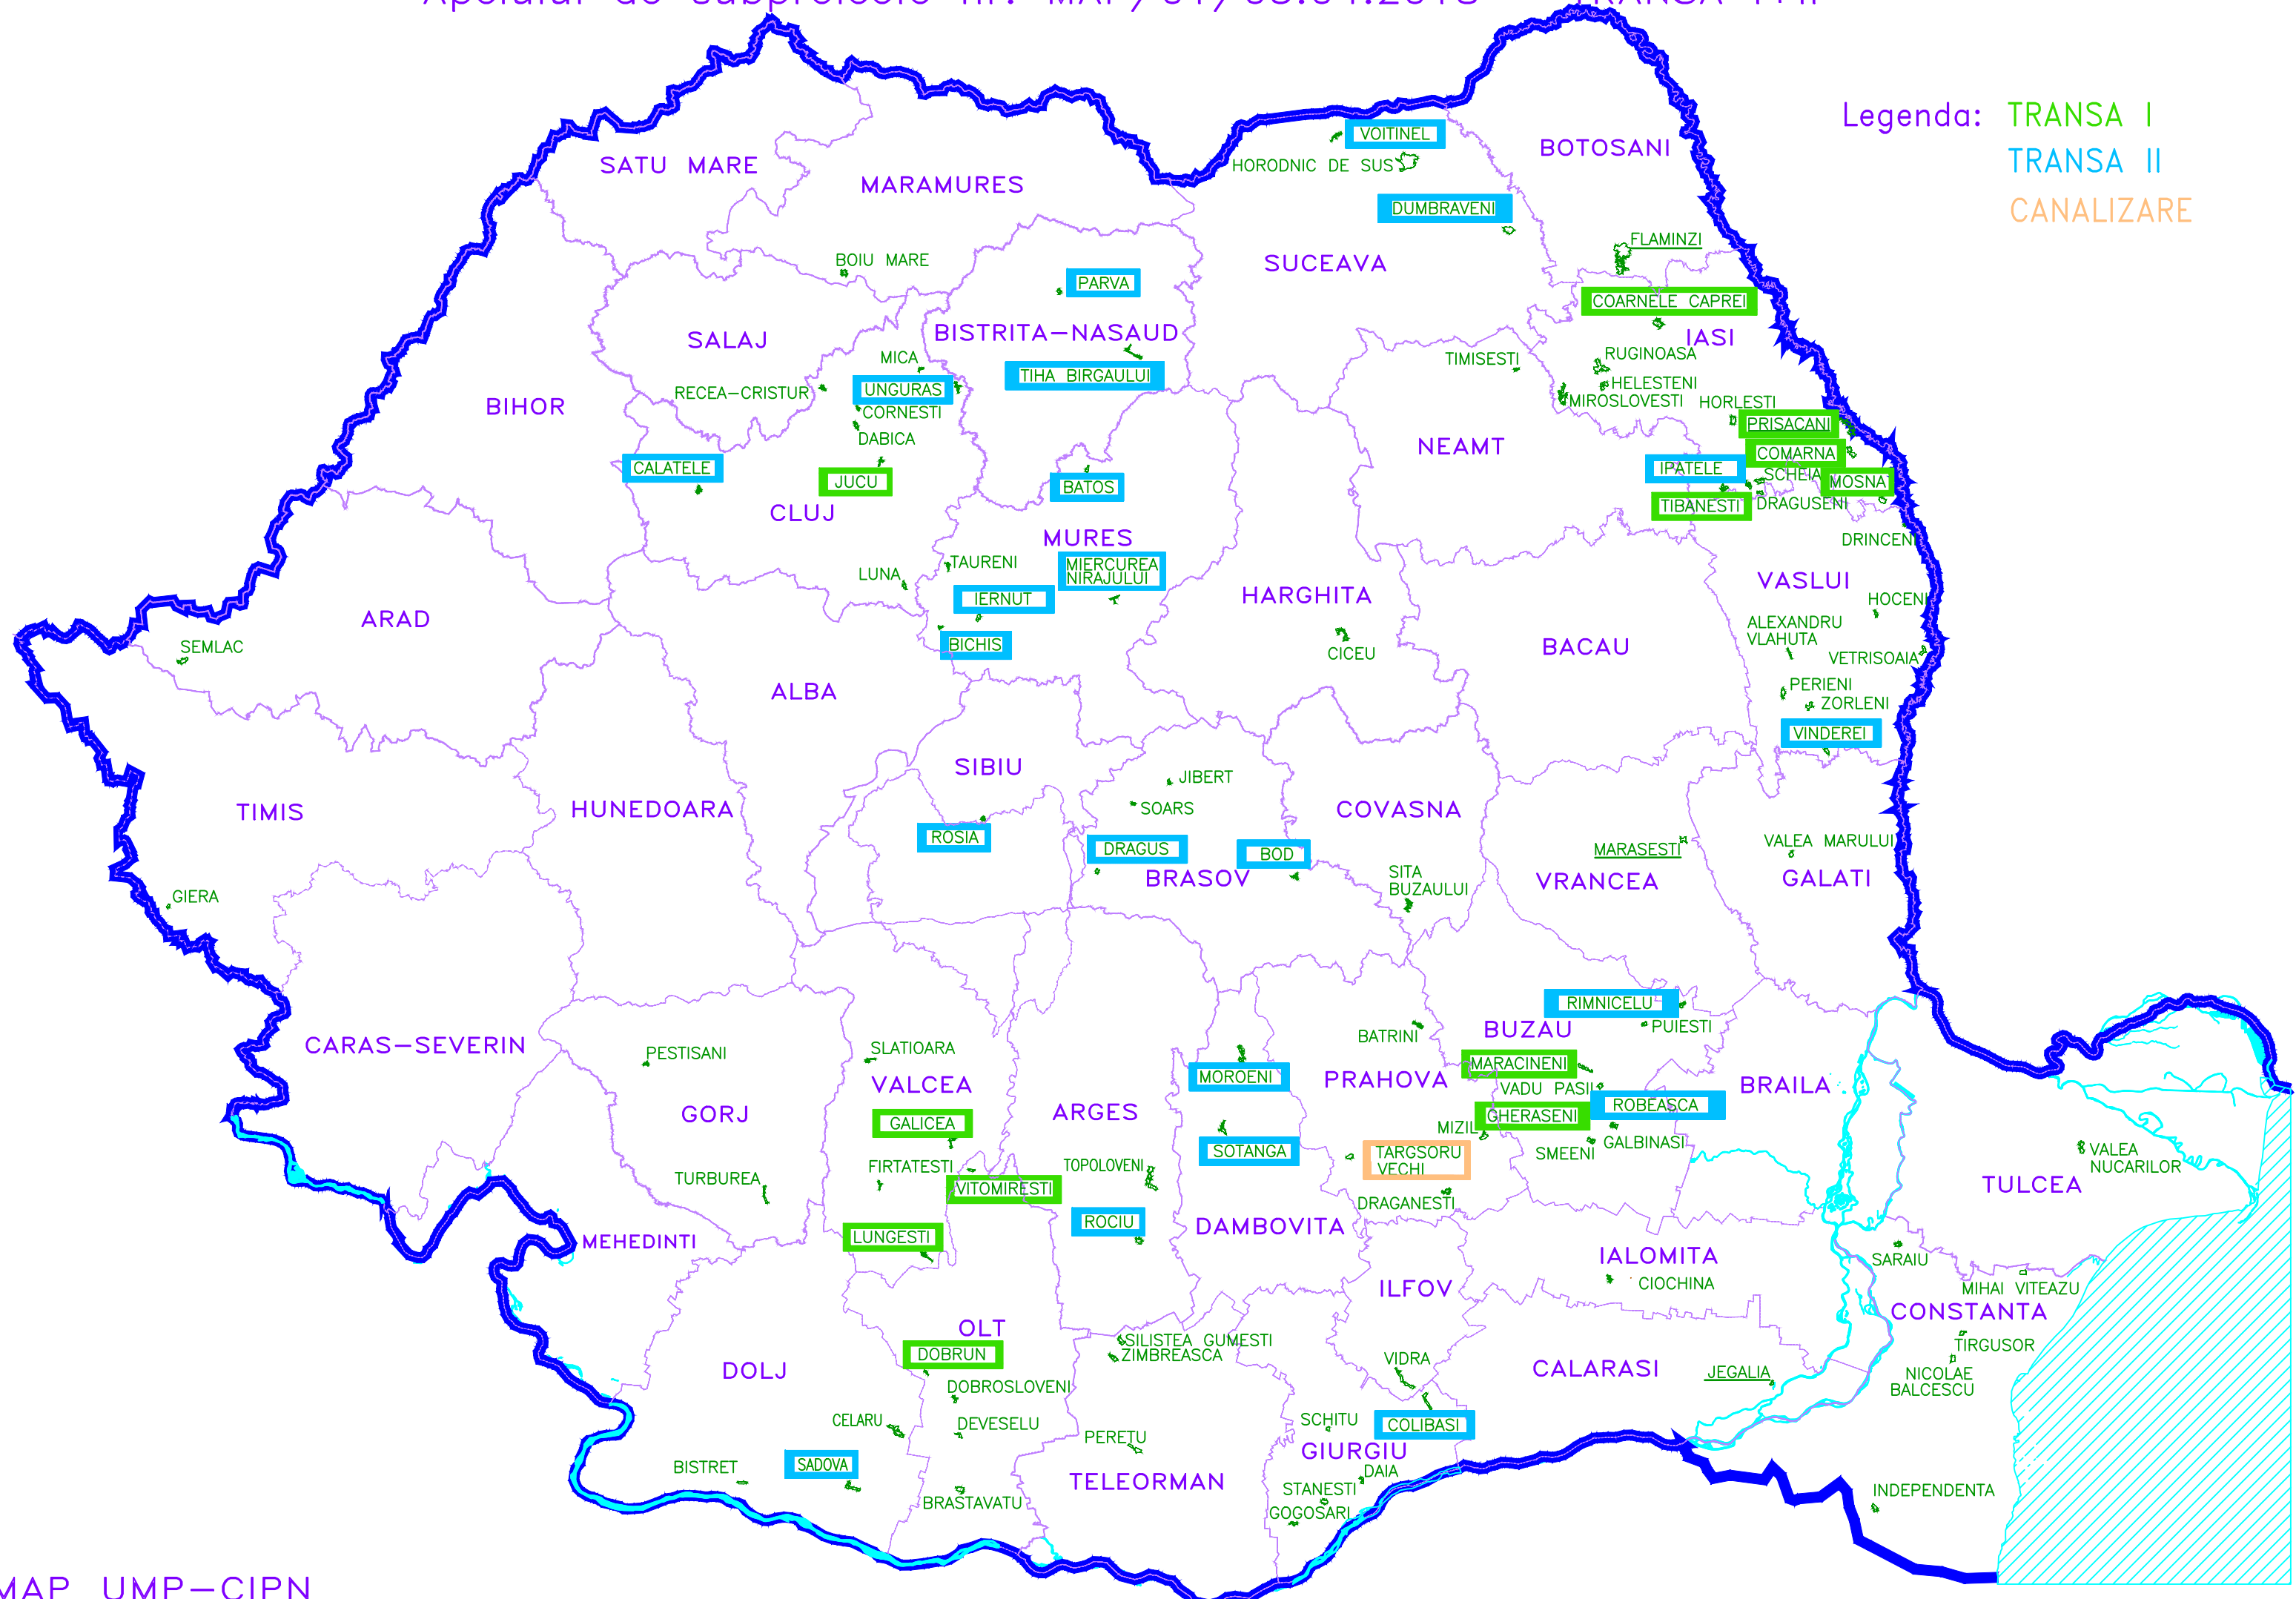 Legenda: TRANSA I
TRANSA II
CANALIZARE
VOITINEL
BOTOSANI
SATU MARE
HORODNIC DE SUS
MARAMURES
DUMBRAVENI
FLAMINZI
BOIU MARE
SUCEAVA
PARVA
COARNELE CAPREI
BISTRITA-NASAUD
SALAJ
IASI
MICA
TIMISESTI
RUGINOASA
TIHA BIRGAULUI
UNGURAS
HELESTENI
RECEA-CRISTUR
MIROSLOVESTI
HORLESTI
BIHOR
CORNESTI
PRISACANI
DABICA
NEAMT
COMARNA
CALATELE
IPATELE
SCHEIA
JUCU
BATOS
MOSNA
CLUJ
TIBANESTI
DRAGUSENI
MURES
DRINCENI
TAURENI
MIERCUREA
NIRAJULUI
LUNA
VASLUI
IERNUT
HARGHITA
HOCENI
ARAD
ALEXANDRU
VLAHUTA
SEMLAC
BICHIS
CICEU
BACAU
VETRISOAIA
ALBA
PERIENI
ZORLENI
VINDEREI
SIBIU
JIBERT
TIMIS
HUNEDOARA
SOARS
COVASNA
ROSIA
DRAGUS
BOD
MARASESTI
VALEA MARULUI
BRASOV
SITA
BUZAULUI
VRANCEA
GALATI
GIERA
RIMNICELU
BATRINI
BUZAU
PUIESTI
CARAS-SEVERIN
PESTISANI
SLATIOARA
MARACINENI
VALCEA
MOROENI
PRAHOVA
VADU PASII
BRAILA
GORJ
ARGES
ROBEASCA
GALICEA
GHERASENI
MIZIL
GALBINASI
SOTANGA
TARGSORU
VECHI
SMEENI
VALEA
NUCARILOR
FIRTATESTI
TOPOLOVENI
TURBUREA
VITOMIRESTI
TULCEA
DRAGANESTI
ROCIU
DAMBOVITA
LUNGESTI
MEHEDINTI
IALOMITA
SARAIU
ILFOV
CIOCHINA
MIHAI VITEAZU
CONSTANTA
OLT
SILISTEA GUMESTI
ZIMBREASCA
TIRGUSOR
DOBRUN
VIDRA
DOLJ
CALARASI
JEGALIA
NICOLAE
BALCESCU
DOBROSLOVENI
CELARU
DEVESELU
SCHITU
COLIBASI
PERETU
GIURGIU
BISTRET
SADOVA
DAIA
TELEORMAN
STANESTI
INDEPENDENTA
BRASTAVATU
GOGOSARI
MAP UMP-CIPN